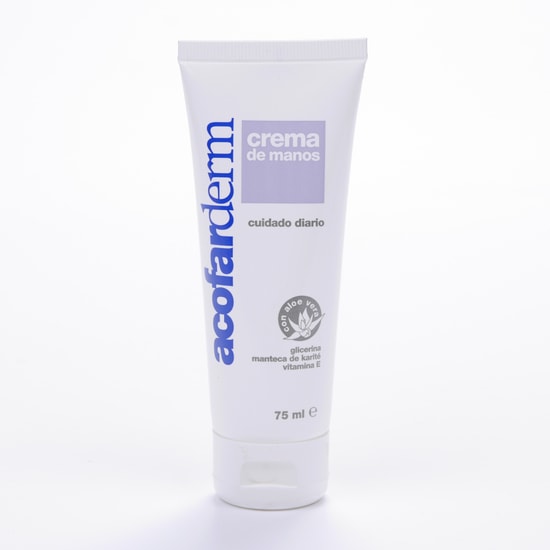 acofarderm
crema
de manos
cuidado diario
con aloe vera
glicerina
manteca de karité
vitamina E
75 ml ℮